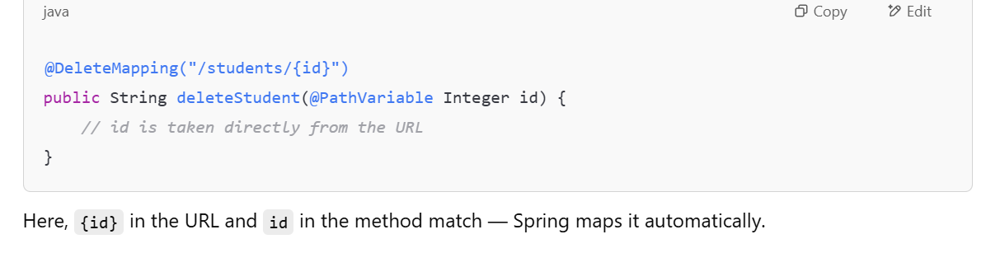 java Copy Edit
@DeleteMapping("/students/{id}")
public String deleteStudent(@PathVariable Integer id) {
    // id is taken directly from the URL
}
Here, {id} in the URL and id in the method match — Spring maps it automatically.